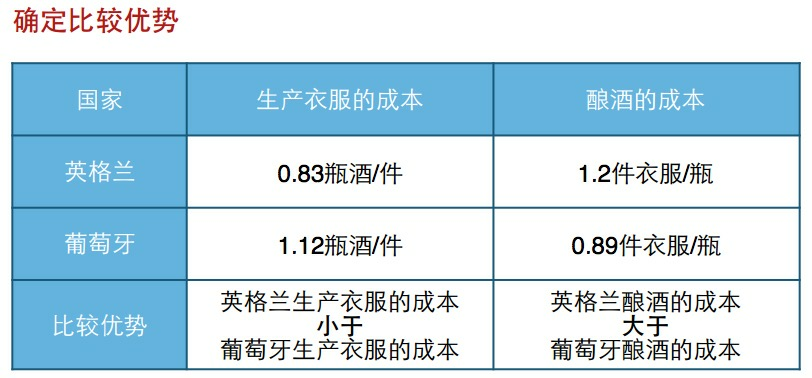 确定比较优势
国家 生产衣服的成本 酿酒的成本
英格兰 0.83瓶酒/件 1.2件衣服/瓶
葡萄牙 1.12瓶酒/件 0.89件衣服/瓶
比较优势
英格兰生产衣服的成本
小于
葡萄牙生产衣服的成本
英格兰酿酒的成本
大于
葡萄牙酿酒的成本